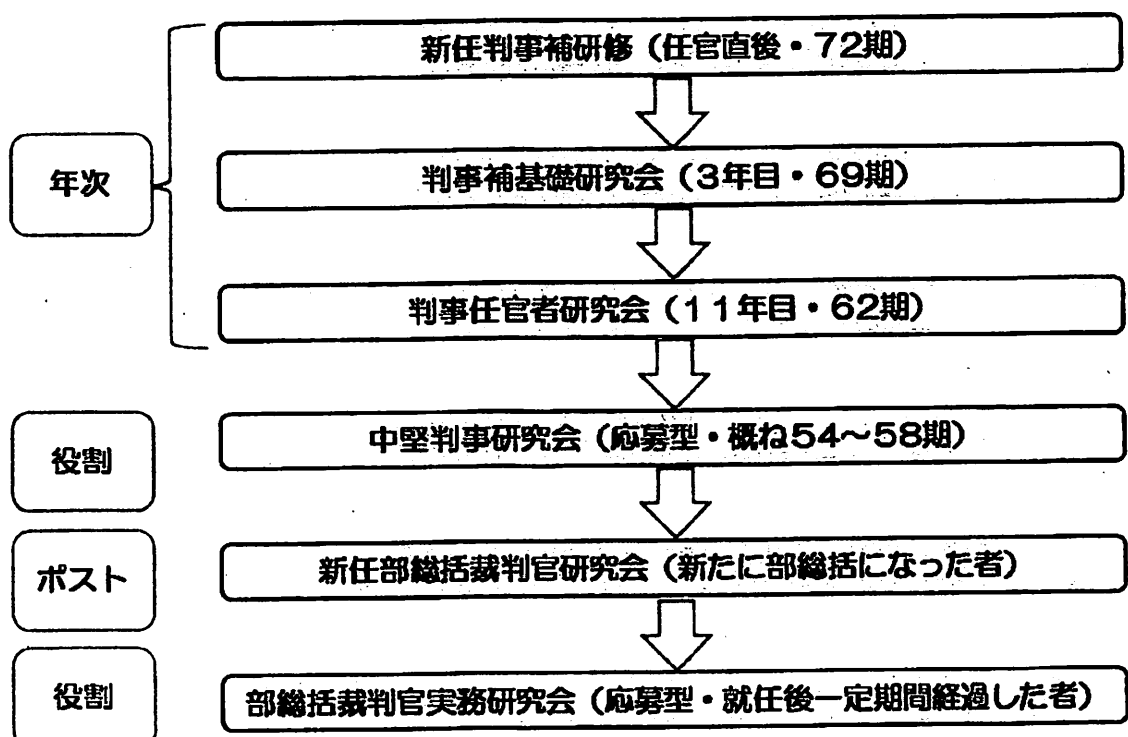 新任判事補研修（任官直後・７２期）
年次
判事補基礎研究会（３年目・６９期）
判事任官者研究会（１１年目・６２期）
役割
中堅判事研究会（応募型・概ね５４～５８期）
ポスト
新任部総括裁判官研究会（新たに部総括になった者）
役割
部総括裁判官実務研究会（応募型・就任後一定期間経過した者）